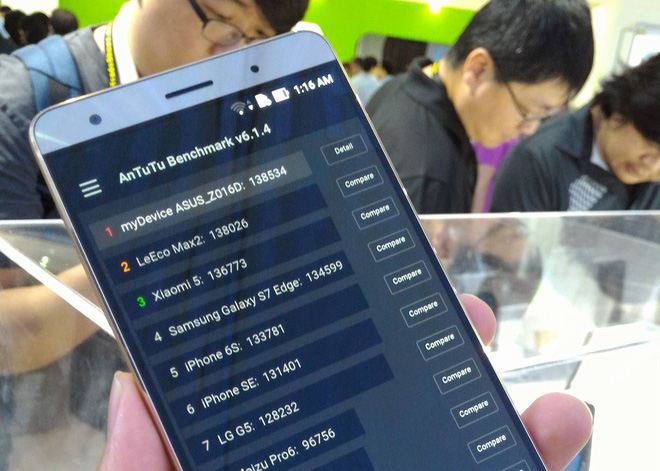 1:16 AM
AnTuTu Benchmark v6.1.4
1 myDevice ASUS_Z016D: 138534 Detail
2 LeEco Max2: 138026 Compare
3 Xiaomi 5: 136773 Compare
4 Samsung Galaxy S7 Edge: 134599 Compare
5 iPhone 6S: 133781 Compare
6 iPhone SE: 131401 Compare
7 LG G5: 128232 Compare
eizu Pro6: 96756 Compare
Compare
Compare